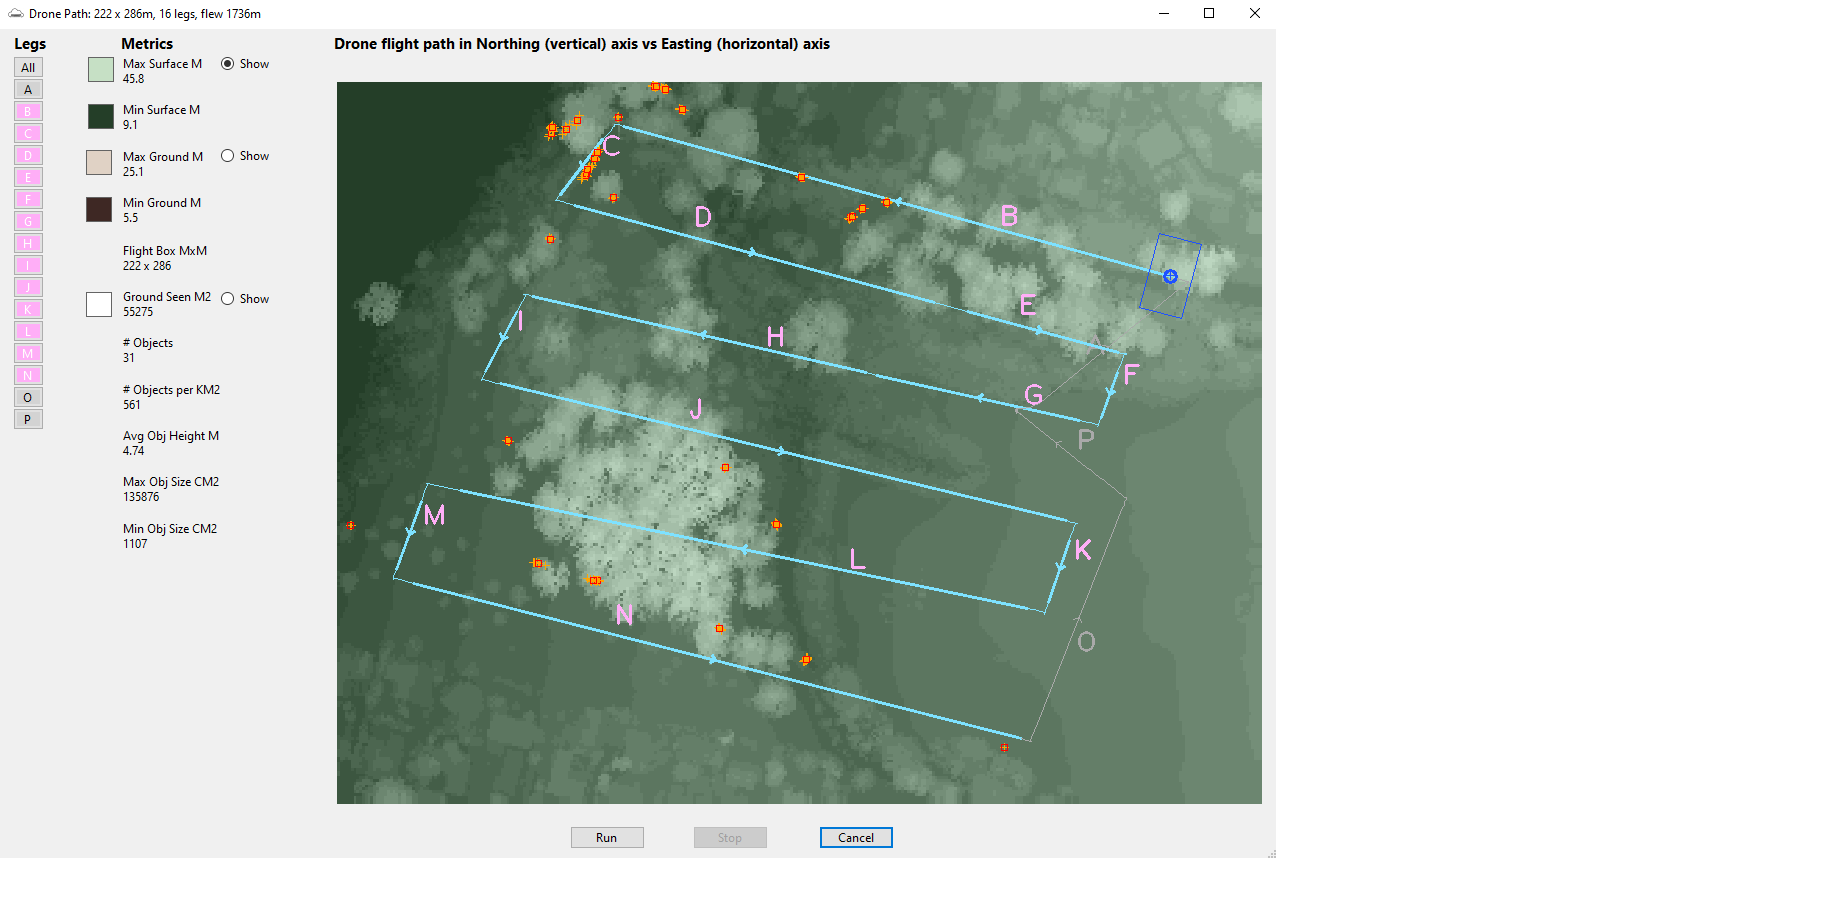 Drone Path: 222 x 286m, 16 legs, flew 1736m
Legs
Metrics
Drone flight path in Northing (vertical) axis vs Easting (horizontal) axis
All
A
B
C
D
E
F
G
H
I
J
K
L
M
N
O
P
Max Surface M
45.8
Show
Min Surface M
9.1
Max Ground M
25.1
Show
Min Ground M
5.5
Flight Box MxM
222 x 286
Ground Seen M2
55275
Show
# Objects
31
# Objects per KM2
561
Avg Obj Height M
4.74
Max Obj Size CM2
135876
Min Obj Size CM2
1107
C
D
B
E
I
H
A
F
G
J
P
M
L
K
N
O
Run
Stop
Cancel